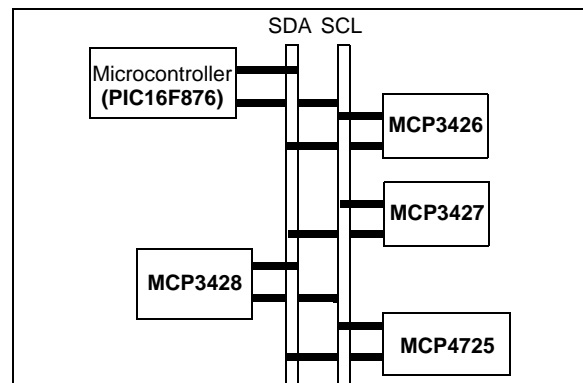 SDA SCL
Microcontroller
(PIC16F876)
MCP3426
MCP3427
MCP3428
MCP4725